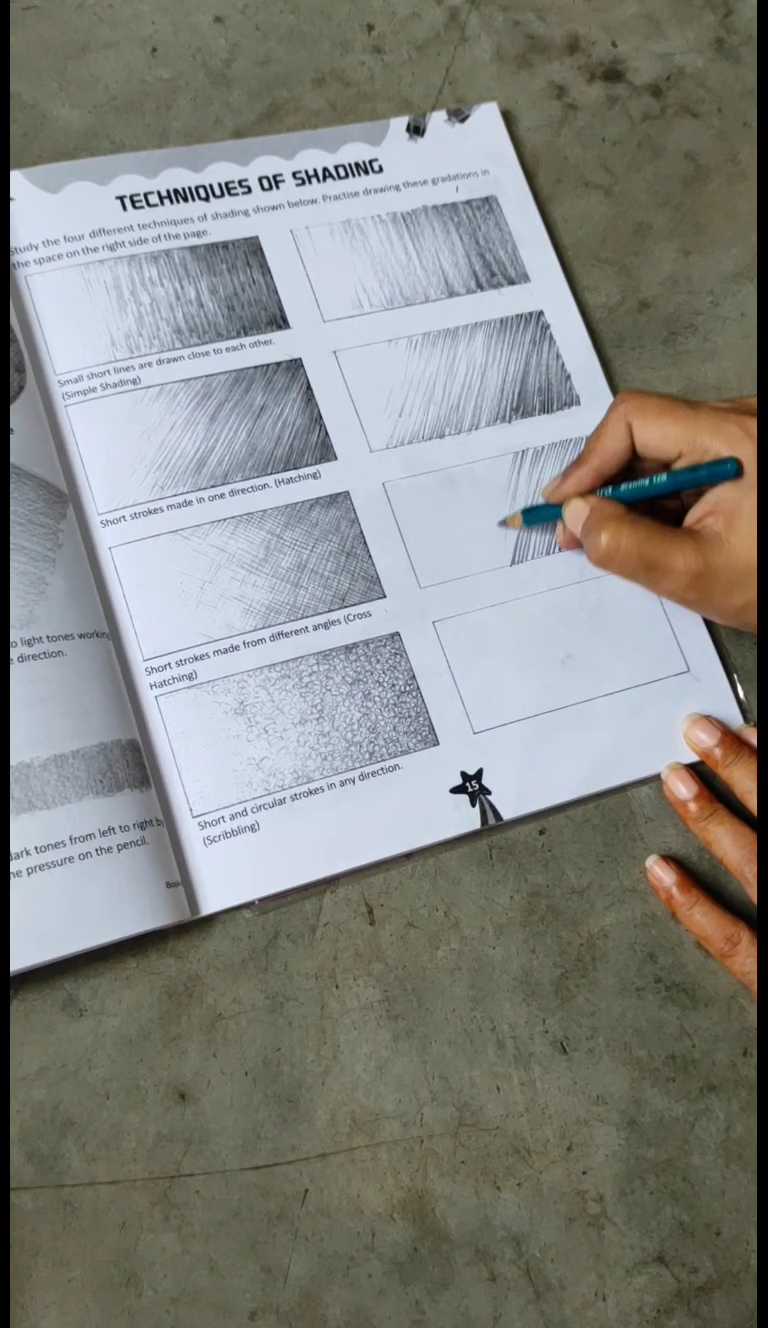 TECHNIQUES OF SHADING
Study the four different techniques of shading shown below. Practise drawing these gradations in
the space on the right side of the page.
Small short lines are drawn close to each other.
(Simple Shading)
Short strokes made in one direction. (Hatching)
Short strokes made from different angles (Cross
Hatching)
Short and circular strokes in any direction.
(Scribbling)
15
o light tones working
direction.
dark tones from left to right by
pressure on the pencil.